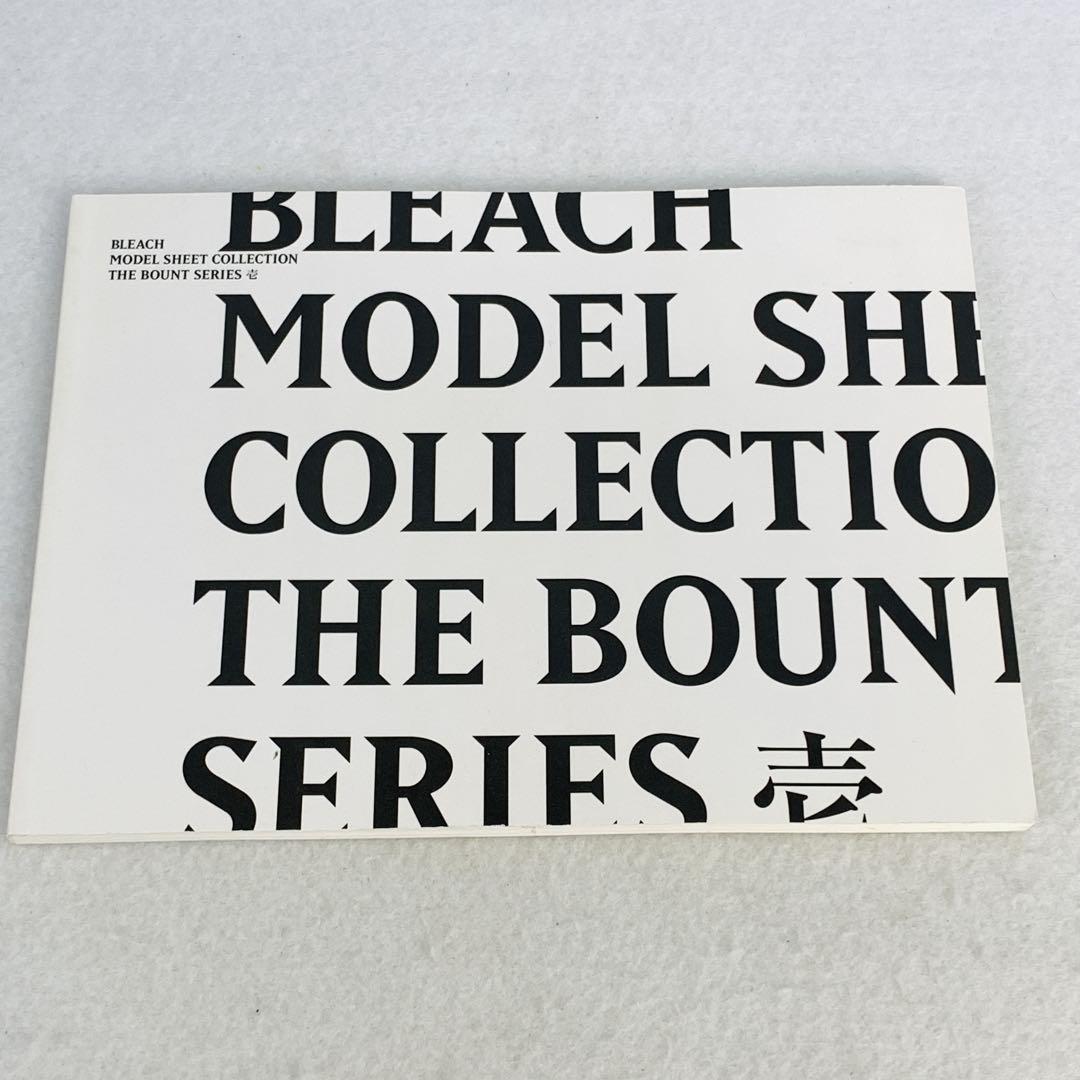 BLEACH
MODEL SHEET COLLECTION
THE BOUNT SERIES 壱
BLEACH
MODEL SHE
COLLECTIO
THE BOUNT
SERIES 壱